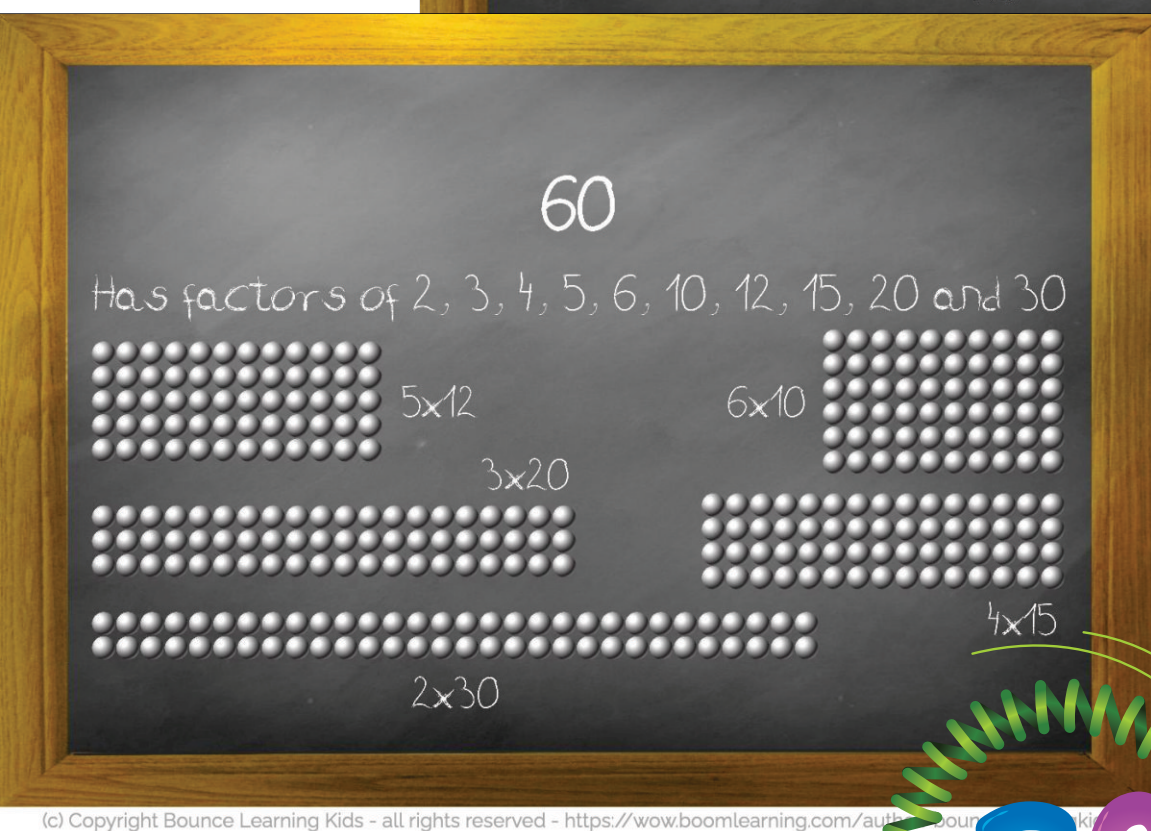 60
Has factors of 2, 3, 4, 5, 6, 10, 12, 15, 20 and 30
5x12
6x10
3x20
4x15
2x30
(c) Copyright Bounce Learning Kids - all rights reserved - https://wow.boomlearning.com/auth